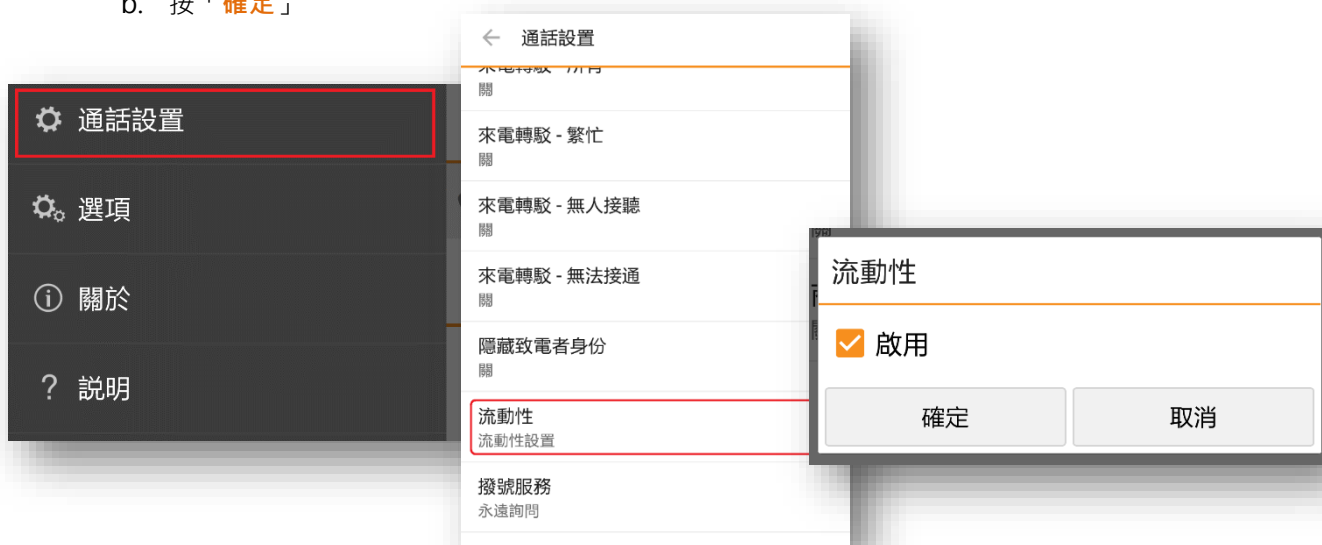 b. 按「確定」
通話設置
選項
關於
? 説明
← 通話設置
關
來電轉駁 - 繁忙
關
來電轉駁 - 無人接聽
關
來電轉駁 - 無法接通
關
隱藏致電者身份
關
流動性
流動性設置
撥號服務
永遠詢問
流動性
啟用
確定
取消